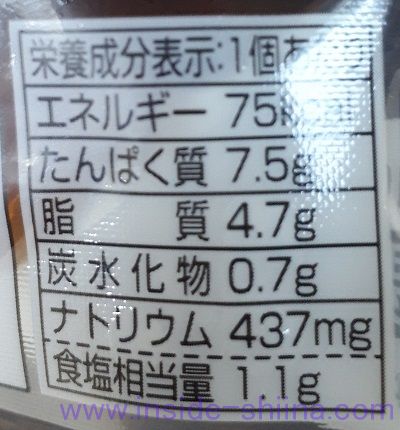 栄養成分表示:1個あ
エネルギー 75kcal
たんぱく質 7.5g
脂質 4.7g
炭水化物 0.7g
ナトリウム 437mg
食塩相当量 1.1g
www.inside-shiina.com